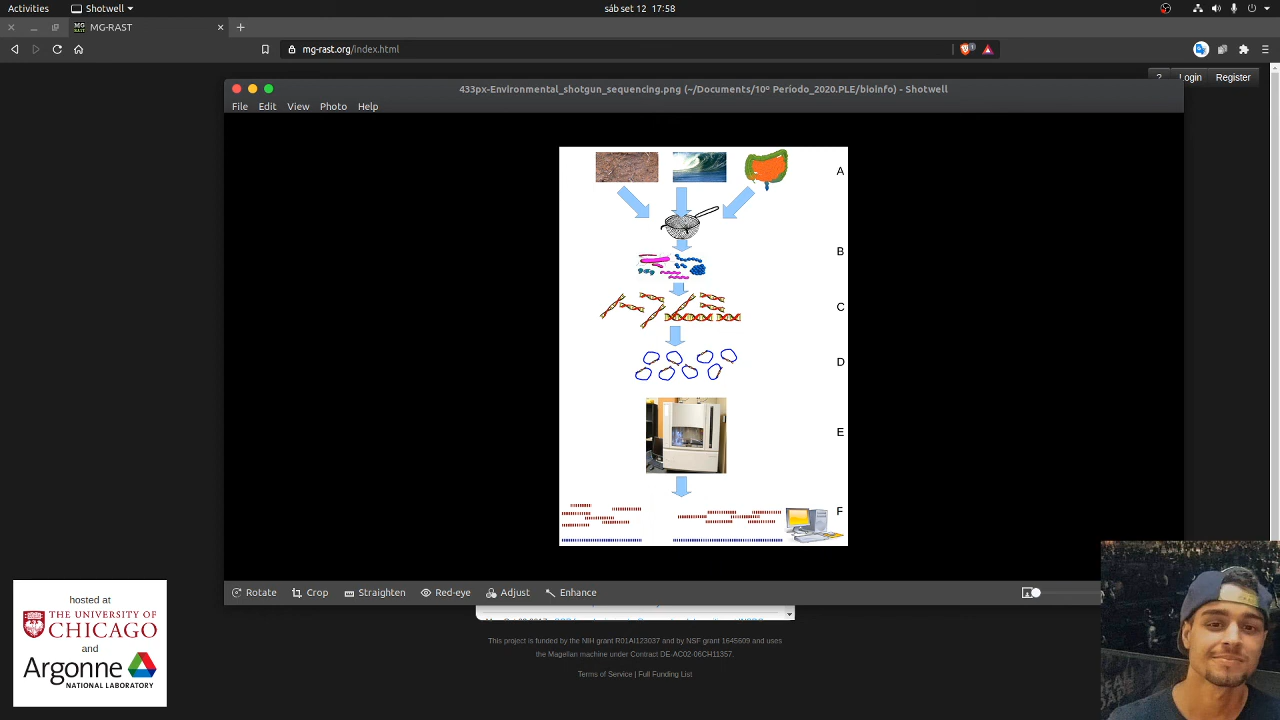 Activities
Shotwell
sáb set 12 17:58
MG-RAST
mg-rast.org/index.html
1
? Login Register
433px-Environmental_shotgun_sequencing.png (~/Documents/10º Período_2020.PLE/bioinfo) - Shotwell
File Edit View Photo Help
A
B
C
D
E
F
Rotate Crop Straighten Red-eye Adjust Enhance
hosted at
THE UNIVERSITY OF
CHICAGO
and
Argonne
NATIONAL LABORATORY
This project is funded by the NIH grant R01AI123037 and by NSF grant 1645609 and uses
the Magellan machine under Contract DE-AC02-06CH11357.
Terms of Service | Full Funding List